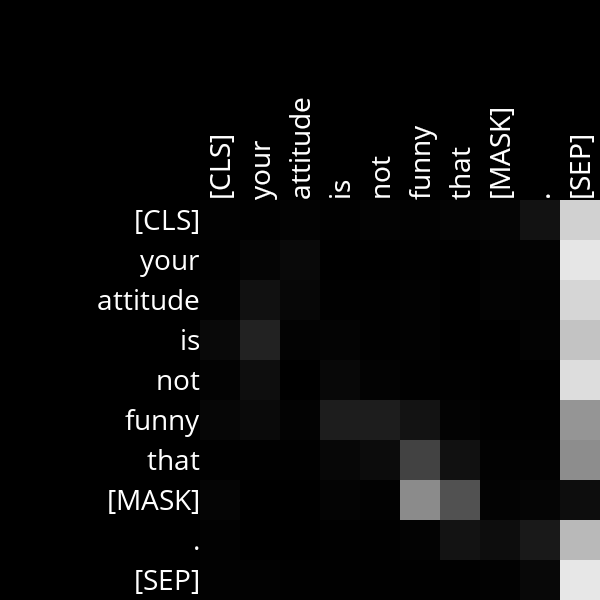 [CLS] your attitude is not funny that [MASK] . [SEP]
[CLS]
your
attitude
is
not
funny
that
[MASK]
.
[SEP]